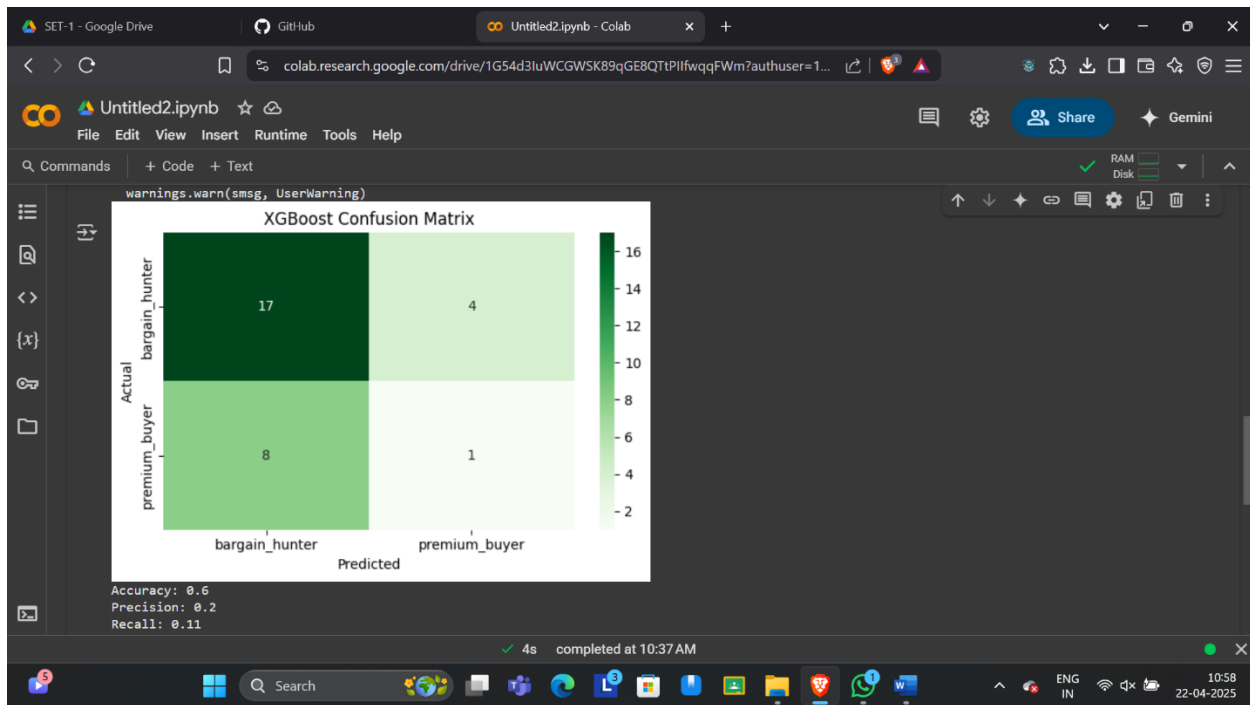 SET-1 - Google Drive
GitHub
Untitled2.ipynb - Colab
colab.research.google.com/drive/1G54d3IuWCGWSK89qGE8QTtPIIfwqqFWm?authuser=1...
3
Untitled2.ipynb
File Edit View Insert Runtime Tools Help
Share
Gemini
Commands
+ Code + Text
RAM
Disk
warnings.warn(smsg, UserWarning)
XGBoost Confusion Matrix
Actual
bargain_hunter
premium_buyer
17
4
8
1
16
14
12
10
8
6
4
2
bargain_hunter
premium_buyer
Predicted
Accuracy: 0.6
Precision: 0.2
Recall: 0.11
4s completed at 10:37 AM
5
Search
3
1
ENG
IN
10:58
22-04-2025